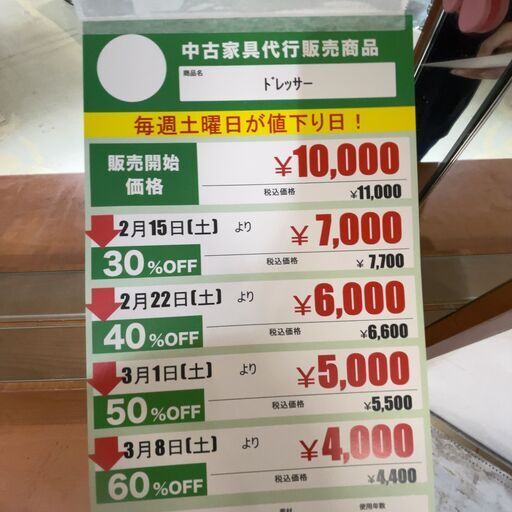 中古家具代行販売商品
商品名
ドレッサー
毎週土曜日が値下り日！
販売開始
価格
¥10,000
税込価格 ¥11,000
2月15日(土) より
¥7,000
30%OFF
税込価格 ¥7,700
2月22日(土) より
¥6,000
40%OFF
税込価格 ¥6,600
3月1日(土) より
¥5,000
50%OFF
税込価格 ¥5,500
3月8日(土) より
¥4,000
60%OFF
税込価格 ¥4,400
素材 使用年数